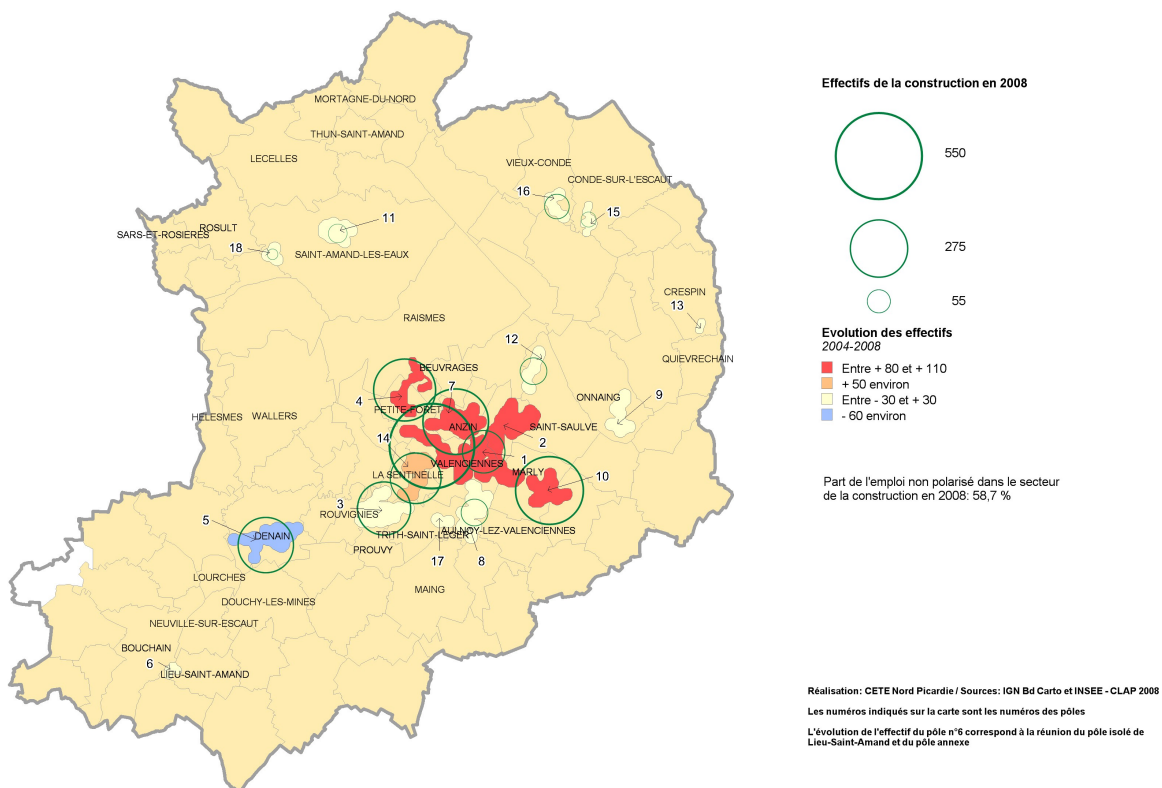 MORTAGNE-DU-NORD
THUN-SAINT-AMAND
LECELLES
VIEUX-CONDE
CONDE-SUR-L'ESCAUT
16
15
11
ROSULT
SARS-ET-ROSIERES
18
SAINT-AMAND-LES-EAUX
CRESPIN
13
RAISMES
12
QUIEVRECHAIN
BEUVRAGES
7
4
ONNAING
9
PETITE-FORET
HELESMES
WALLERS
ANZIN
SAINT-SAULVE
14
2
1
VALENCIENNES
MARLY
LA SENTINELLE
10
3
ROUVIGNIES
5
DENAIN
TRITH-SAINT-LEGER
AULNOY-LEZ-VALENCIENNES
PROUVY
17
8
LOURCHES
MAING
DOUCHY-LES-MINES
NEUVILLE-SUR-ESCAUT
BOUCHAIN
6
LIEU-SAINT-AMAND
Effectifs de la construction en 2008
550
275
55
Evolution des effectifs
2004-2008
Entre + 80 et + 110
+ 50 environ
Entre - 30 et + 30
- 60 environ
Part de l'emploi non polarisé dans le secteur
de la construction en 2008: 58,7 %
Réalisation: CETE Nord Picardie / Sources: IGN Bd Carto et INSEE - CLAP 2008
Les numéros indiqués sur la carte sont les numéros des pôles
L'évolution de l'effectif du pôle n°6 correspond à la réunion du pôle isolé de
Lieu-Saint-Amand et du pôle annexe